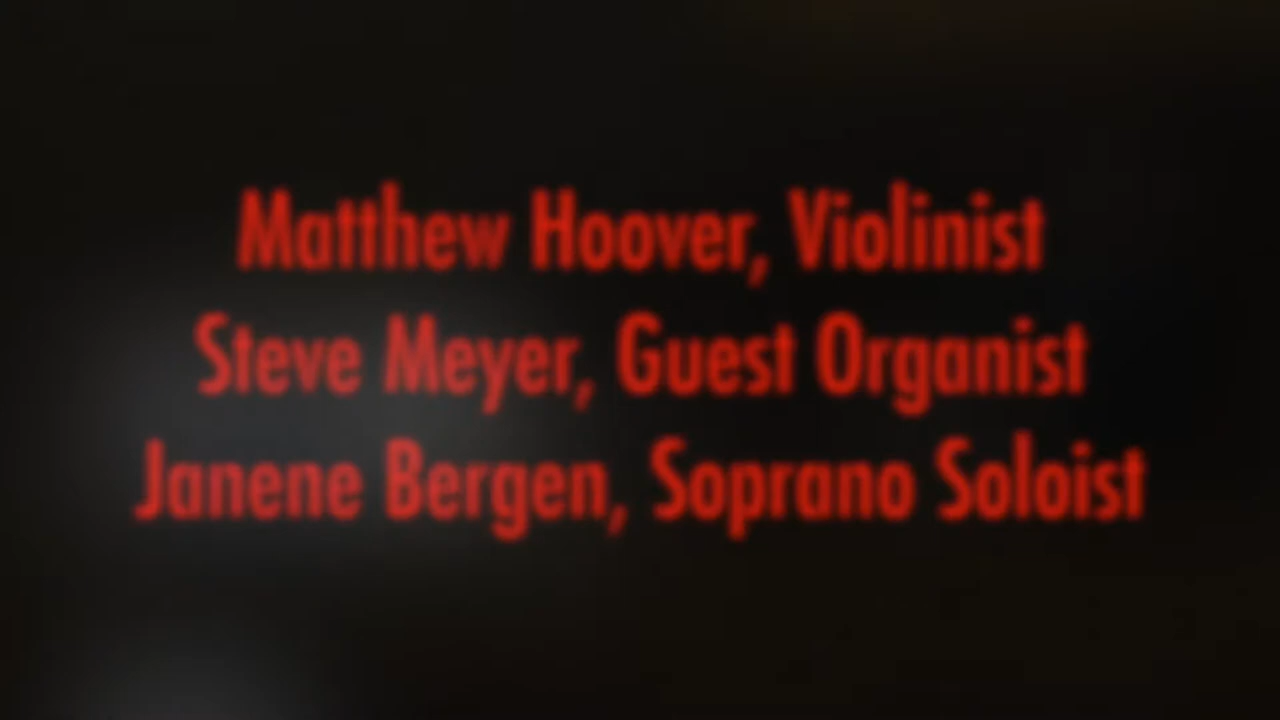 Matthew Hoover, Violinist
Steve Meyer, Guest Organist
Janene Bergen, Soprano Soloist